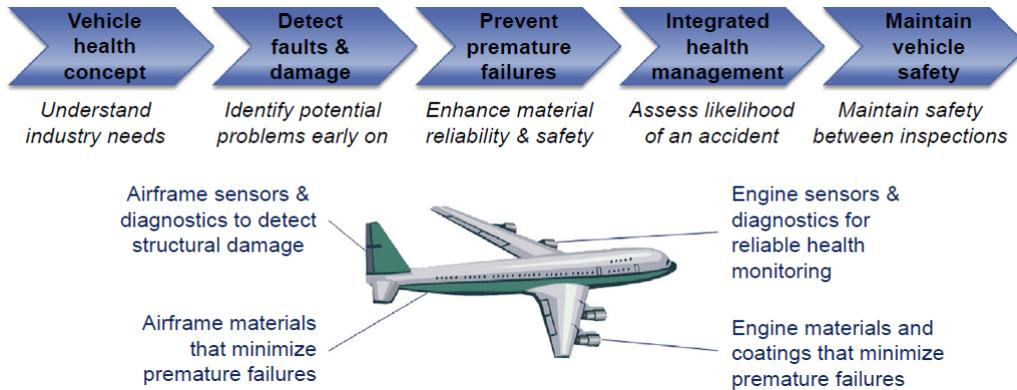 Vehicle
health
concept
Detect
faults &
damage
Prevent
premature
failures
Integrated
health
management
Maintain
vehicle
safety
Understand
industry needs
Identify potential
problems early on
Enhance material
reliability & safety
Assess likelihood
of an accident
Maintain safety
between inspections
Airframe sensors &
diagnostics to detect
structural damage
Engine sensors &
diagnostics for
reliable health
monitoring
Airframe materials
that minimize
premature failures
Engine materials and
coatings that minimize
premature failures